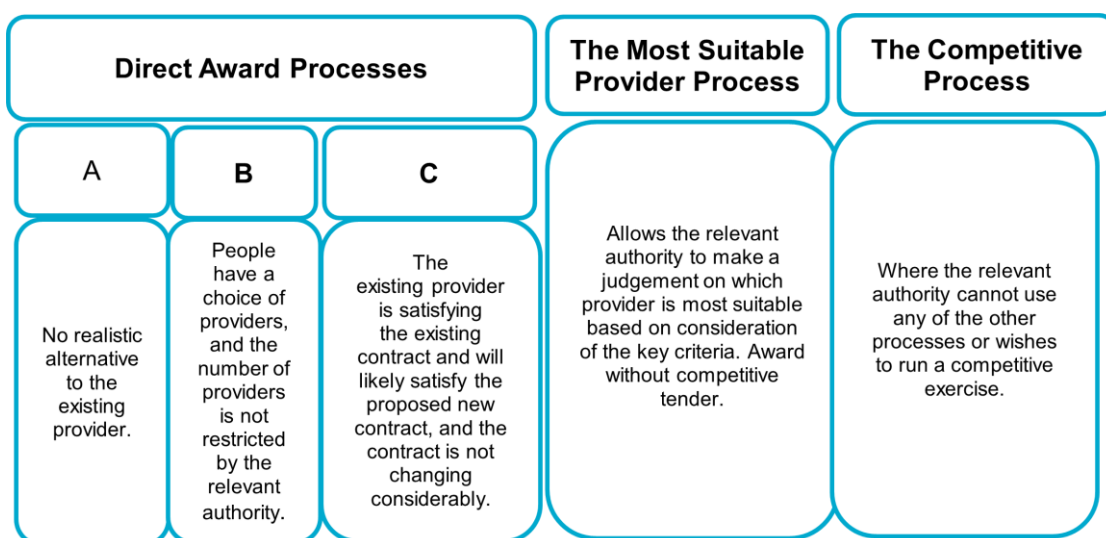 Direct Award Processes
The Most Suitable
Provider Process
The Competitive
Process
A
B
C
No realistic
alternative
to the
existing
provider.
People
have a
choice of
providers,
and the
number of
providers
is not
restricted
by the
relevant
authority.
The
existing provider
is satisfying
the existing
contract and will
likely satisfy the
proposed new
contract, and the
contract is not
changing
considerably.
Allows the relevant
authority to make a
judgement on which
provider is most suitable
based on consideration
of the key criteria. Award
without competitive
tender.
Where the relevant
authority cannot use
any of the other
processes or wishes
to run a competitive
exercise.